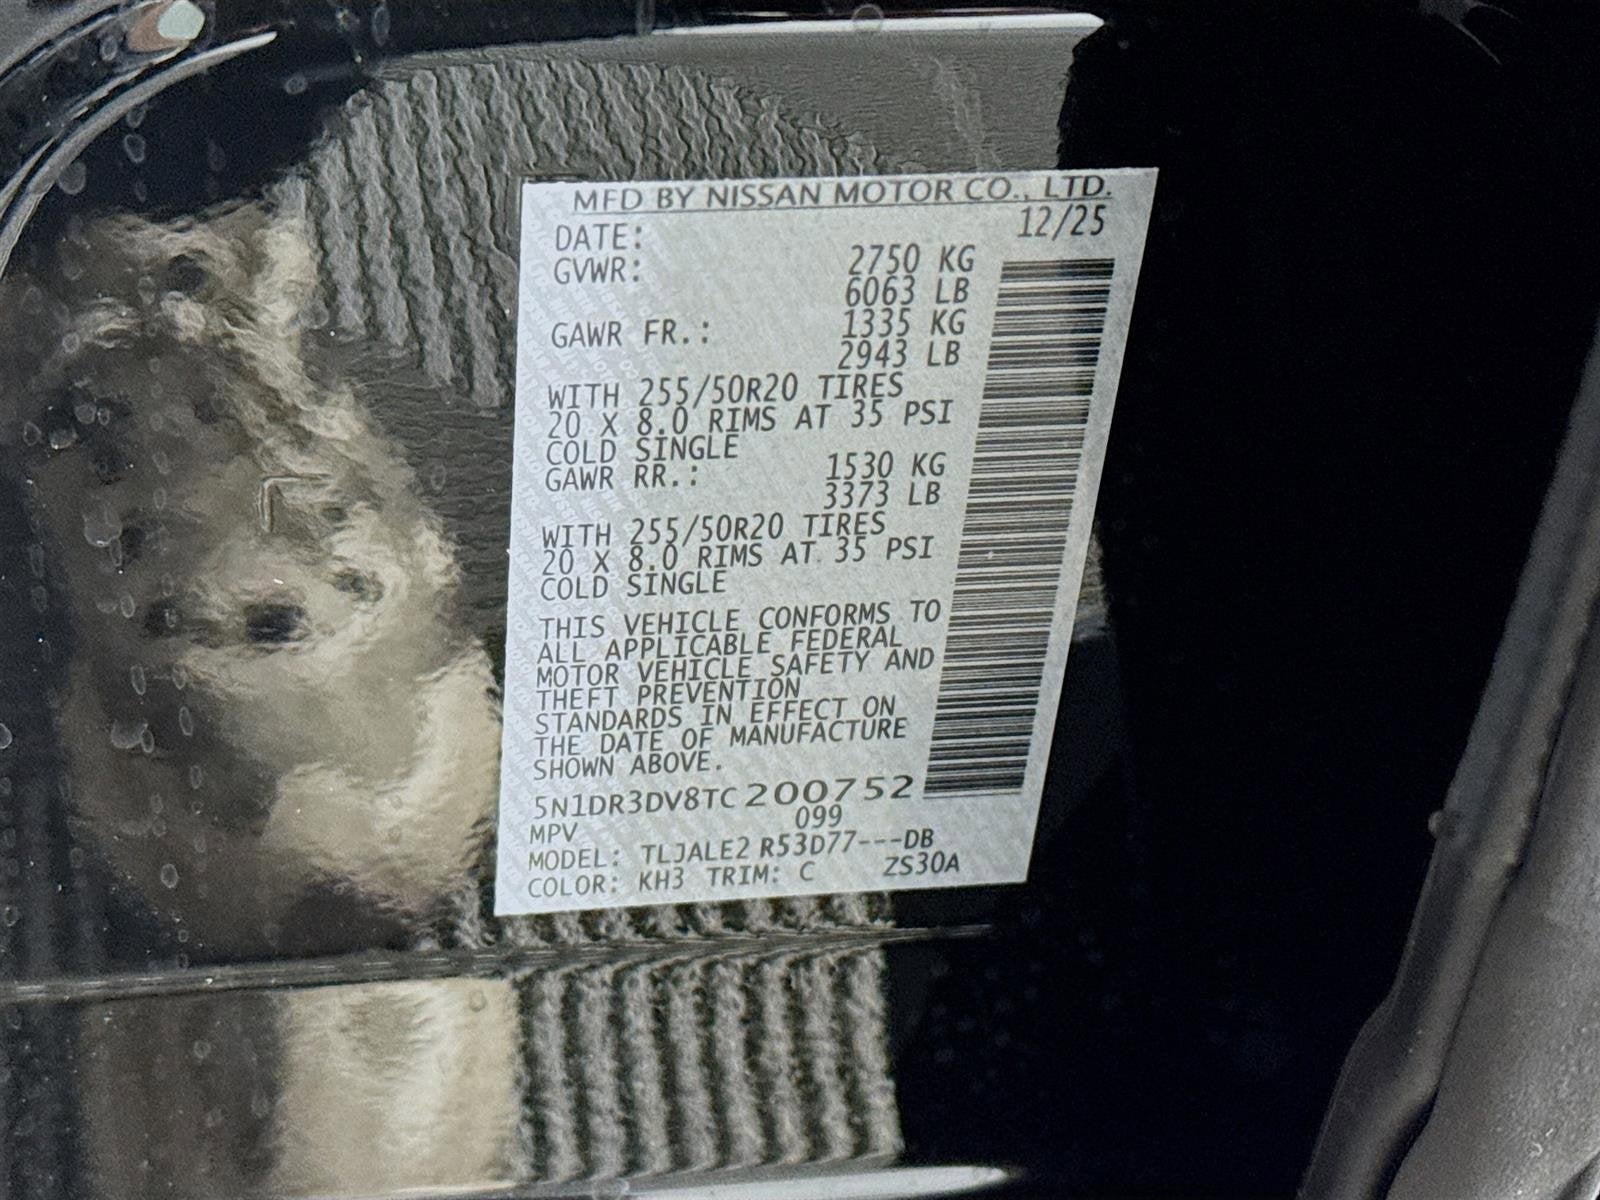 MFD BY NISSAN MOTOR CO., LTD.
DATE: 12/25
GVWR: 2750 KG
6063 LB
GAWR FR.: 1335 KG
2943 LB
WITH 255/50R20 TIRES
20 X 8.0 RIMS AT 35 PSI
COLD SINGLE
GAWR RR.: 1530 KG
3373 LB
WITH 255/50R20 TIRES
20 X 8.0 RIMS AT 35 PSI
COLD SINGLE
THIS VEHICLE CONFORMS TO
ALL APPLICABLE FEDERAL
MOTOR VEHICLE SAFETY AND
THEFT PREVENTION
STANDARDS IN EFFECT ON
THE DATE OF MANUFACTURE
SHOWN ABOVE.
5N1DR3DV8TC200752
MPV 099
MODEL: TLJALE2 R53D77---DB
COLOR: KH3 TRIM: C ZS30A